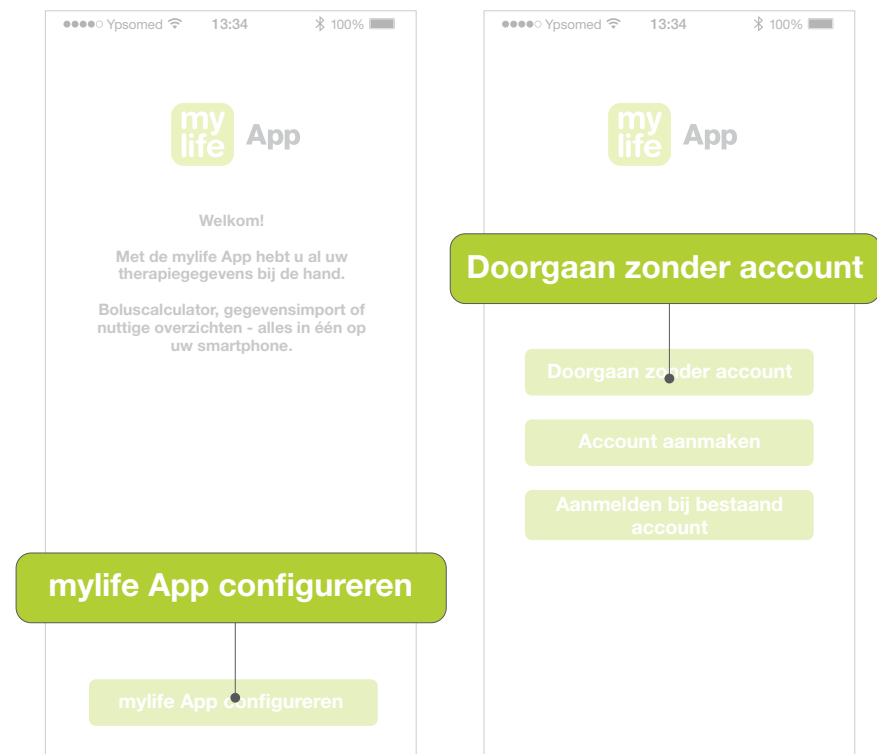 Ypsomed 13:34 100%
my
life
App
Welkom!
Met de mylife App hebt u al uw
therapiegegevens bij de hand.
Boluscalculator, gegevensimport of
nuttige overzichten - alles in één op
uw smartphone.
mylife App configureren
mylife App configureren
Ypsomed 13:34 100%
my
life
App
Doorgaan zonder account
Doorgaan zonder account
Account aanmaken
Aanmelden bij bestaand
account